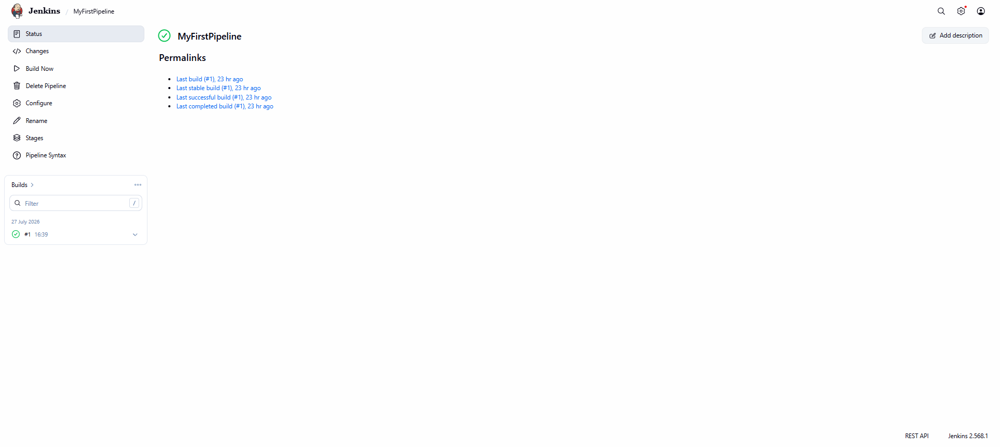 Jenkins / MyFirstPipeline
Status
Changes
Build Now
Delete Pipeline
Configure
Rename
Stages
Pipeline Syntax
Builds
Filter /
27 July 2026
#1 16:39
MyFirstPipeline
Add description
Permalinks
Last build (#1), 23 hr ago
Last stable build (#1), 23 hr ago
Last successful build (#1), 23 hr ago
Last completed build (#1), 23 hr ago
REST API Jenkins 2.568.1